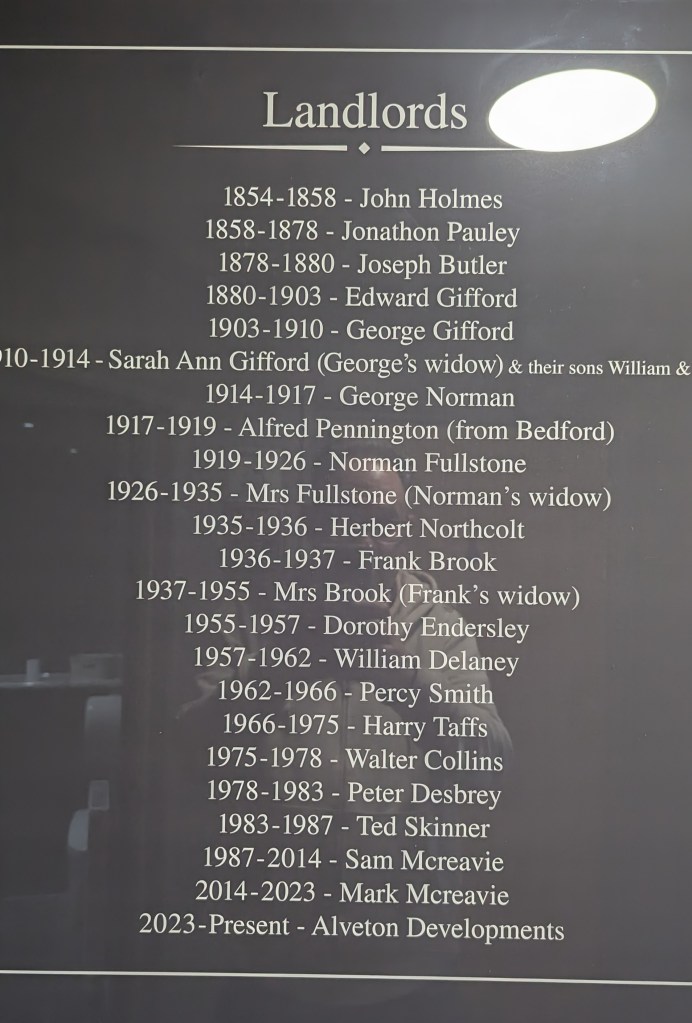 Landlords
1854-1858 - John Holmes
1858-1878 - Jonathon Pauley
1878-1880 - Joseph Butler
1880-1903 - Edward Gifford
1903-1910 - George Gifford
10-1914 - Sarah Ann Gifford (George's widow) & their sons William &
1914-1917 - George Norman
1917-1919 - Alfred Pennington (from Bedford)
1919-1926 - Norman Fullstone
1926-1935 - Mrs Fullstone (Norman's widow)
1935-1936 - Herbert Northcolt
1936-1937 - Frank Brook
1937-1955 - Mrs Brook (Frank's widow)
1955-1957 - Dorothy Endersley
1957-1962 - William Delaney
1962-1966 - Percy Smith
1966-1975 - Harry Taffs
1975-1978 - Walter Collins
1978-1983 - Peter Desbrey
1983-1987 - Ted Skinner
1987-2014 - Sam Mcreavie
2014-2023 - Mark Mcreavie
2023-Present - Alveton Developments